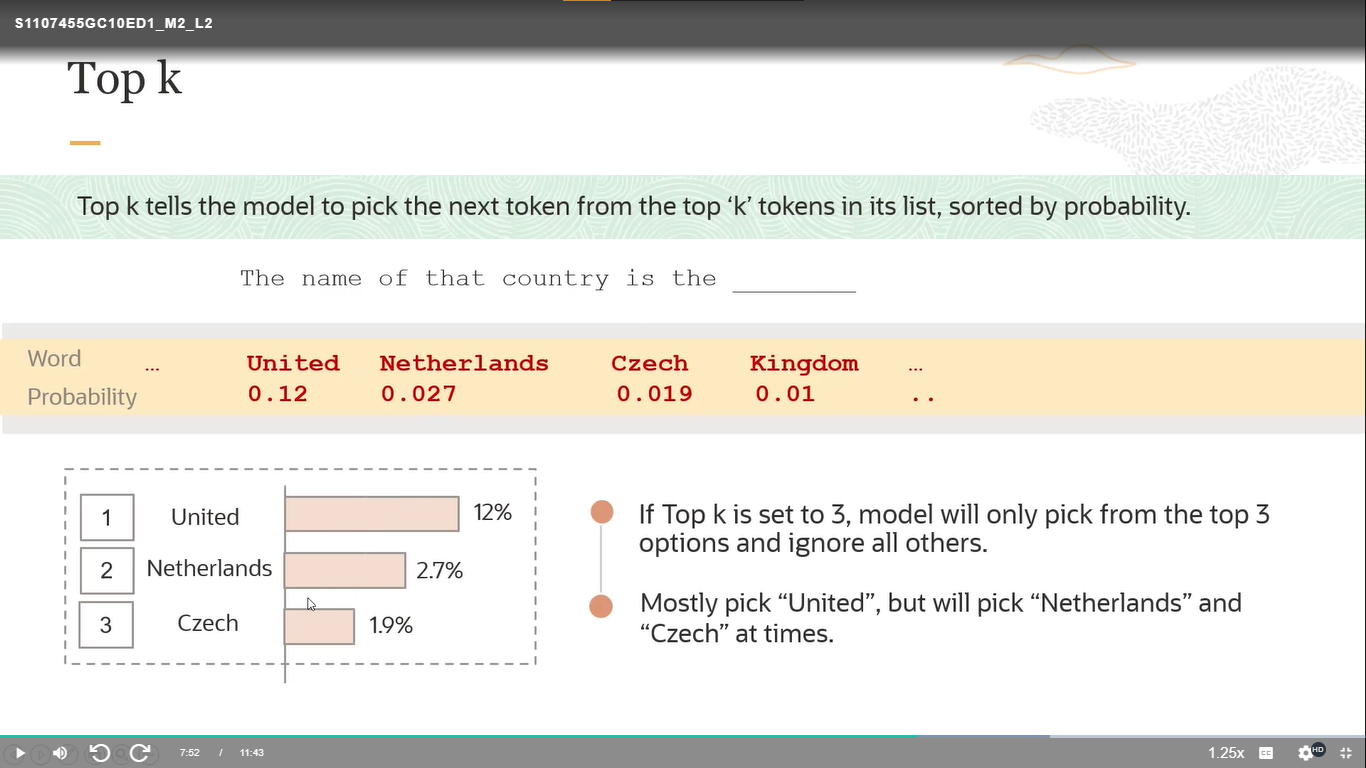 S1107455GC10ED1_M2_L2
Top k
Top k tells the model to pick the next token from the top ‘k’ tokens in its list, sorted by probability.
The name of that country is the ________
Word ... United Netherlands Czech Kingdom ...
Probability 0.12 0.027 0.019 0.01 ..
1 United 12%
2 Netherlands 2.7%
3 Czech 1.9%
If Top k is set to 3, model will only pick from the top 3
options and ignore all others.
Mostly pick “United”, but will pick “Netherlands” and
“Czech” at times.
7:52 / 11:43 1.25x CC HD